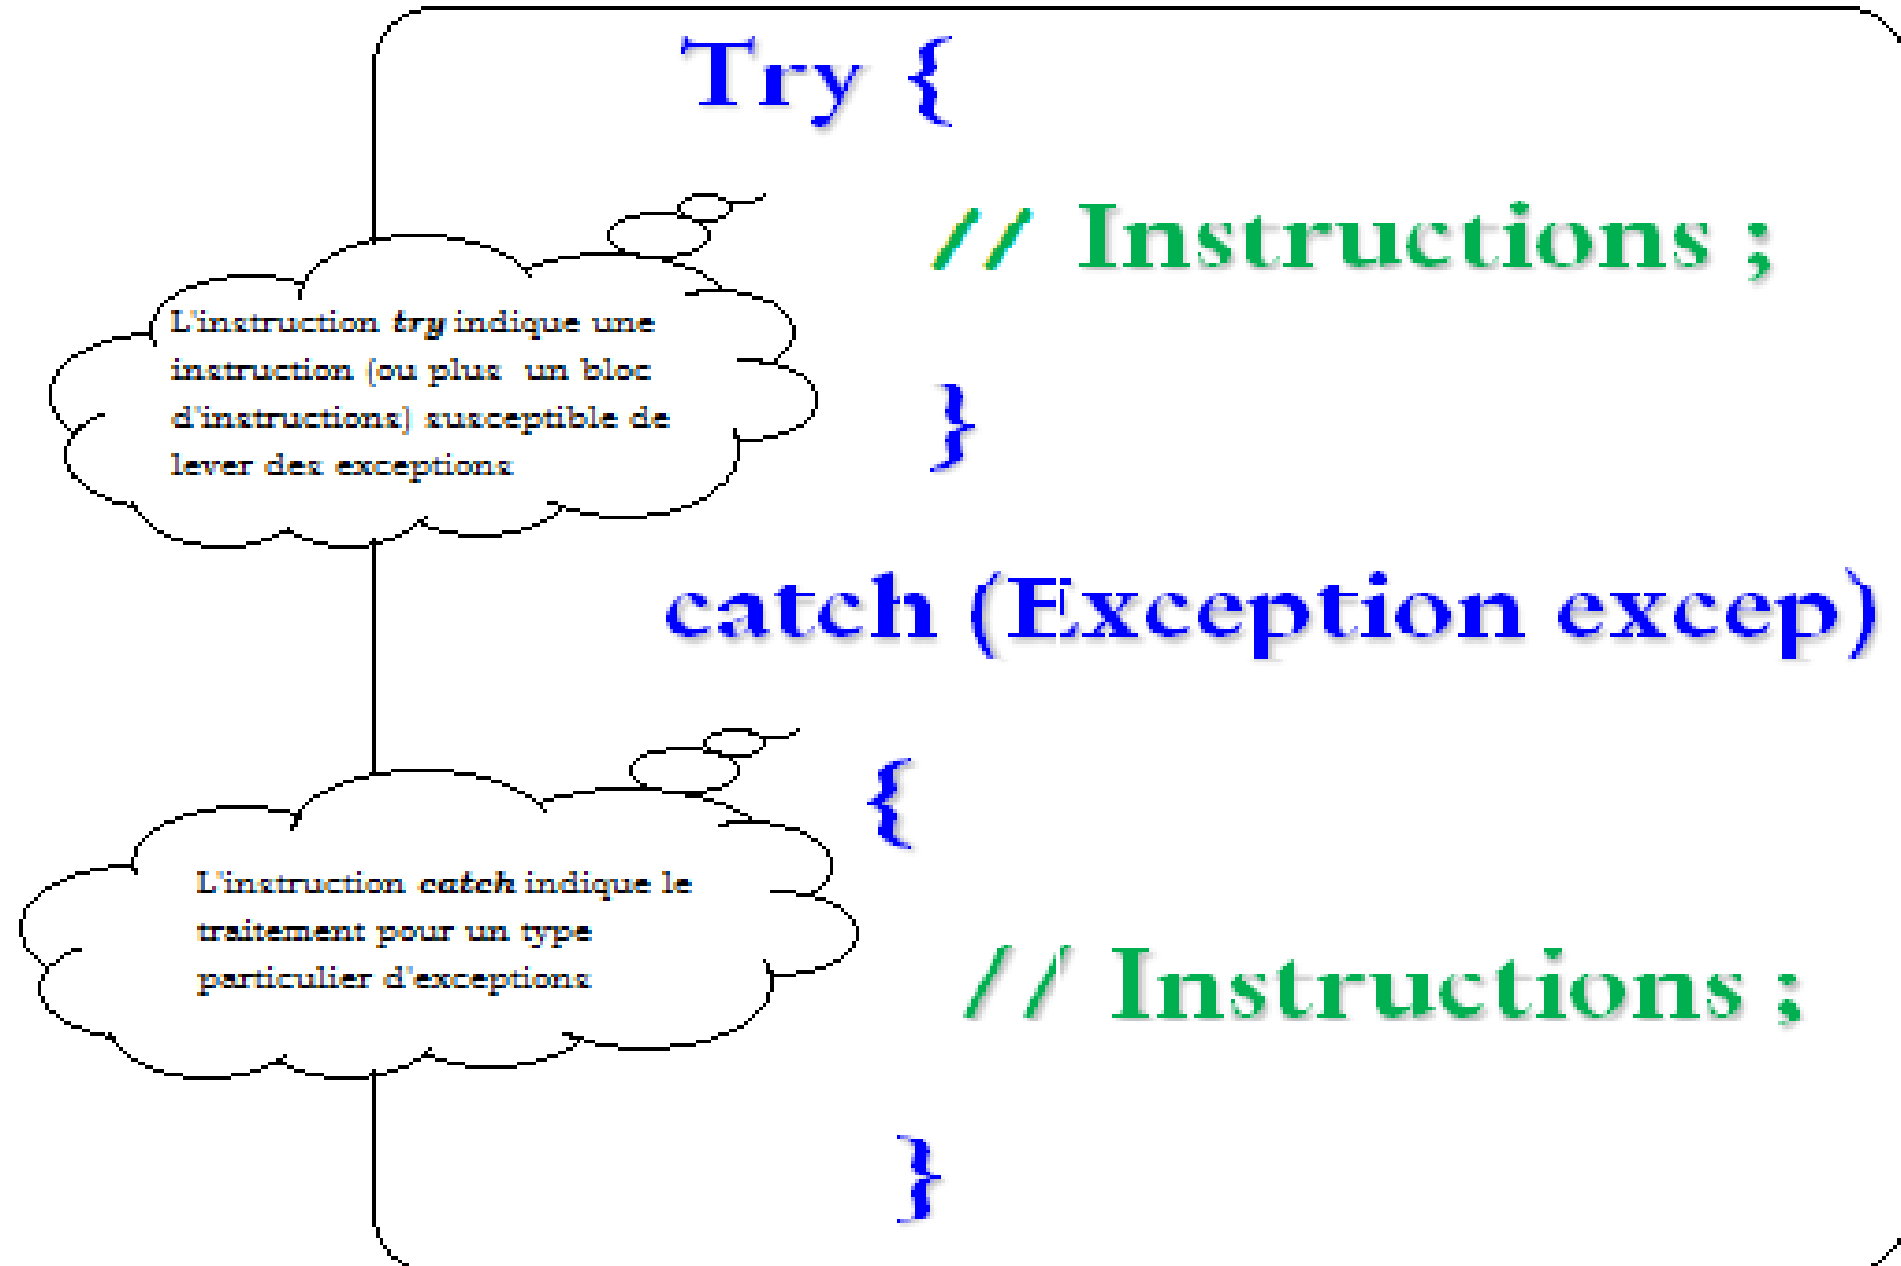 Try {
// Instructions ;
L'instruction try indique une
instruction (ou plus  un bloc
d'instructions) susceptible de
lever des exceptions
}
catch (Exception excep)
{
L'instruction catch indique le
traitement pour un type
particulier d'exceptions
// Instructions ;
}